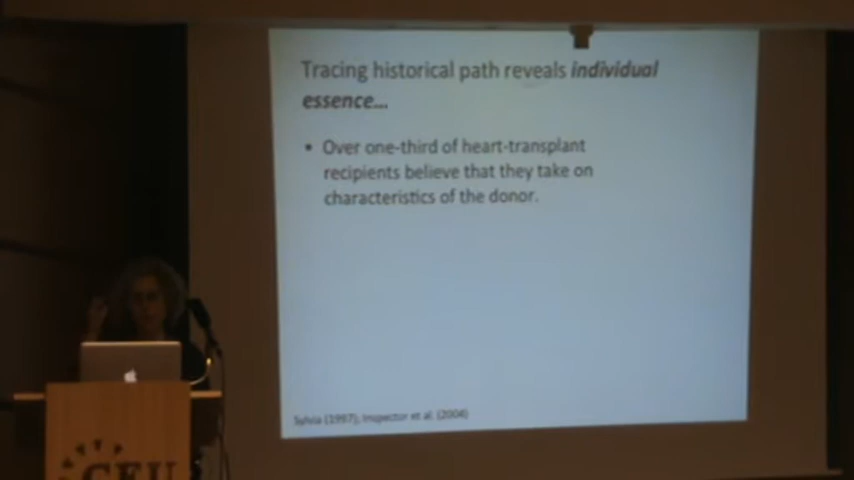 Tracing historical path reveals individual
essence...
• Over one-third of heart-transplant
recipients believe that they take on
characteristics of the donor.
Sylvia (1997); Inspector et al. (2004)
CEU